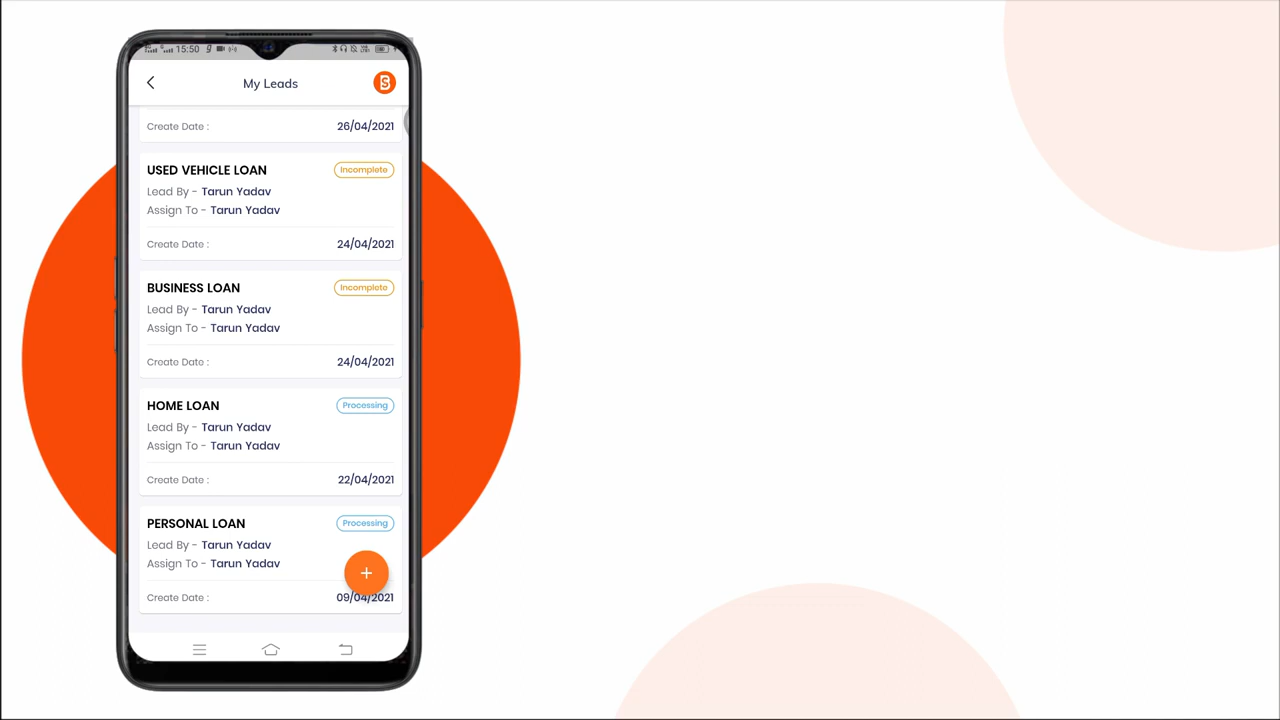 15:50
My Leads
Create Date : 26/04/2021
USED VEHICLE LOAN Incomplete
Lead By - Tarun Yadav
Assign To - Tarun Yadav
Create Date : 24/04/2021
BUSINESS LOAN Incomplete
Lead By - Tarun Yadav
Assign To - Tarun Yadav
Create Date : 24/04/2021
HOME LOAN Processing
Lead By - Tarun Yadav
Assign To - Tarun Yadav
Create Date : 22/04/2021
PERSONAL LOAN Processing
Lead By - Tarun Yadav
Assign To - Tarun Yadav
+
Create Date : 09/04/2021